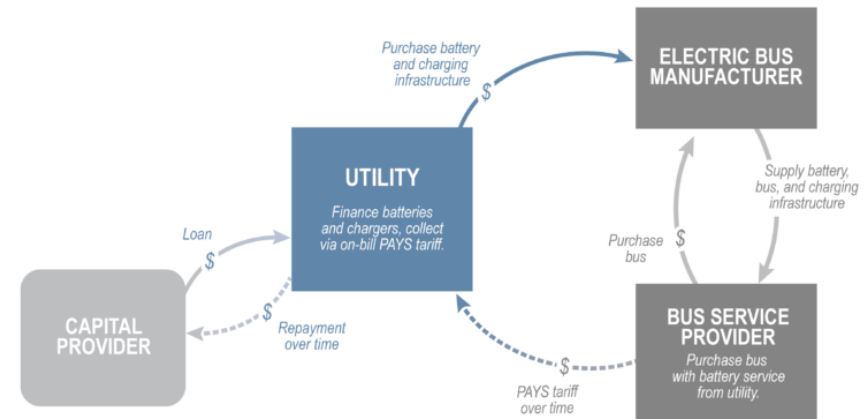 Purchase battery
and charging
infrastructure
$
ELECTRIC BUS
MANUFACTURER
UTILITY
Finance batteries
and chargers, collect
via on-bill PAYS tariff.
Supply battery,
bus, and charging
infrastructure
Loan
$
Purchase
bus
$
CAPITAL
PROVIDER
$
Repayment
over time
BUS SERVICE
PROVIDER
Purchase bus
with battery service
from utility.
$
PAYS tariff
over time